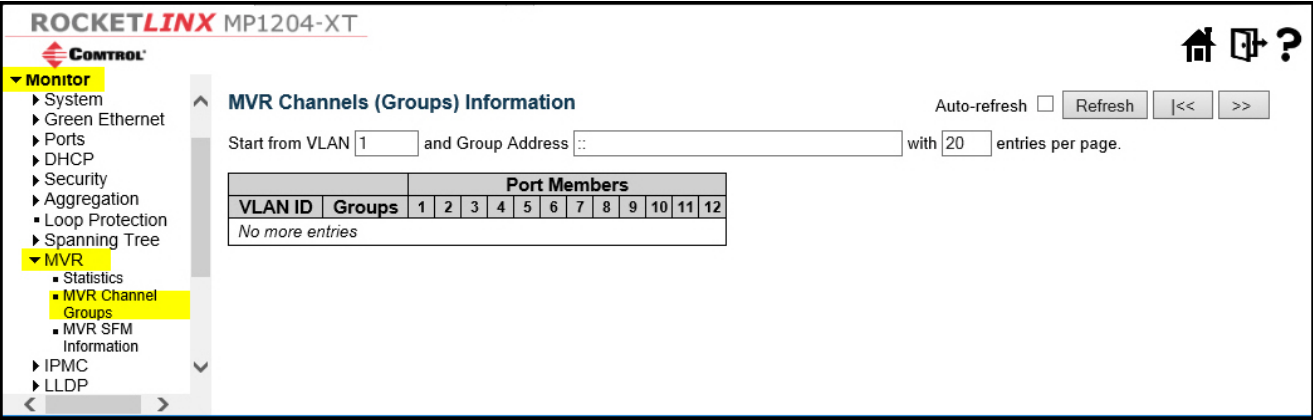 ROCKETLINX MP1204-XT
COMTROL
Monitor
System
Green Ethernet
Ports
DHCP
Security
Aggregation
Loop Protection
Spanning Tree
MVR
Statistics
MVR Channel
Groups
MVR SFM
Information
IPMC
LLDP
MVR Channels (Groups) Information
Auto-refresh Refresh |<< >>
Start from VLAN 1 and Group Address :: with 20 entries per page.
Port Members
VLAN ID Groups 1 2 3 4 5 6 7 8 9 10 11 12
No more entries